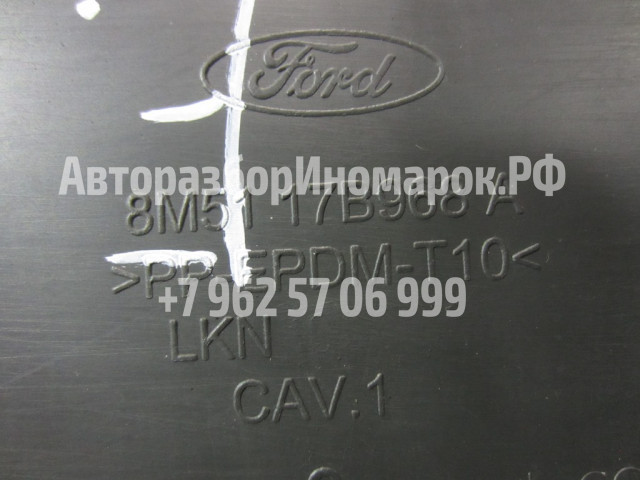 Ford
АвторазборИномарок.РФ
8M51 17B968 A
>PP-EPDM-T10<
+7 962 57 06 999
LKN
CAV.1